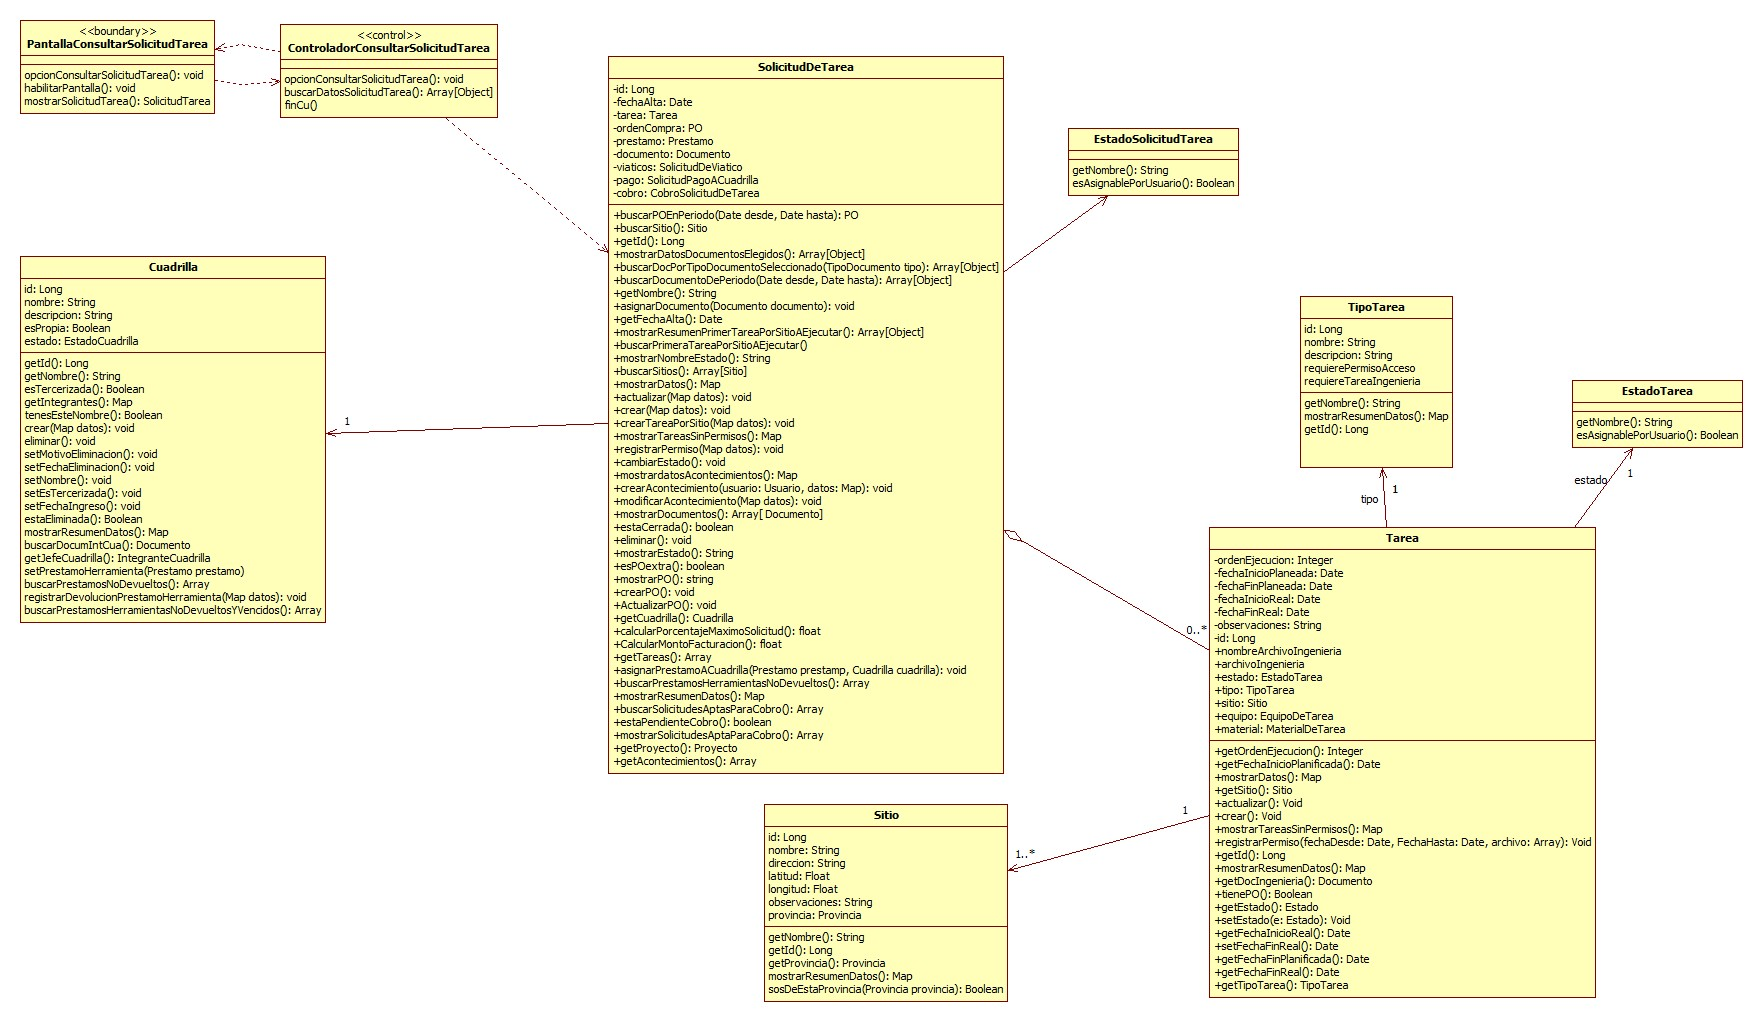 <<boundary>>
PantallaConsultarSolicitudTarea
opcionConsultarSolicitudTarea(): void
habilitarPantalla(): void
mostrarSolicitudTarea(): SolicitudTarea
<<control>>
ControladorConsultarSolicitudTarea
opcionConsultarSolicitudTarea(): void
buscarDatosSolicitudTarea(): Array[Object]
finCu()
SolicitudDeTarea
-id: Long
-fechaAlta: Date
-tarea: Tarea
-ordenCompra: PO
-prestamo: Prestamo
-documento: Documento
-viaticos: SolicitudDeViatico
-pago: SolicitudPagoACuadrilla
-cobro: CobroSolicitudDeTarea
+buscarPOEnPeriodo(Date desde, Date hasta): PO
+buscarSitio(): Sitio
+getId(): Long
+mostrarDatosDocumentosElegidos(): Array[Object]
+buscarDocPorTipoDocumentoSeleccionado(TipoDocumento tipo): Array[Object]
+buscarDocumentoDePeriodo(Date desde, Date hasta): Array[Object]
+getNombre(): String
+asignarDocumento(Documento documento): void
+getFechaAlta(): Date
+mostrarResumenPrimerTareaPorSitioAEjecutar(): Array[Object]
+buscarPrimeraTareaPorSitioAEjecutar()
+mostrarNombreEstado(): String
+buscarSitios(): Array[Sitio]
+mostrarDatos(): Map
+actualizar(Map datos): void
+crear(Map datos): void
+crearTareaPorSitio(Map datos): void
+mostrarTareasSinPermisos(): Map
+registrarPermiso(Map datos): void
+cambiarEstado(): void
+mostrardatosAcontecimientos(): Map
+crearAcontecimiento(usuario: Usuario, datos: Map): void
+modificarAcontecimiento(Map datos): void
+mostrarDocumentos(): Array[ Documento]
+estaCerrada(): boolean
+eliminar(): void
+mostrarEstado(): String
+esPOextra(): boolean
+mostrarPO(): string
+crearPO(): void
+ActualizarPO(): void
+getCuadrilla(): Cuadrilla
+calcularPorcentajeMaximoSolicitud(): float
+CalcularMontoFacturacion(): float
+getTareas(): Array
+asignarPrestamoACuadrilla(Prestamo prestamp, Cuadrilla cuadrilla): void
+buscarPrestamosHerramientasNoDevueltos(): Array
+mostrarResumenDatos(): Map
+buscarSolicitudesAptasParaCobro(): Array
+estaPendienteCobro(): boolean
+mostrarSolicitudesAptaParaCobro(): Array
+getProyecto(): Proyecto
+getAcontecimientos(): Array
EstadoSolicitudTarea
getNombre(): String
esAsignablePorUsuario(): Boolean
Cuadrilla
id: Long
nombre: String
descripcion: String
esPropia: Boolean
estado: EstadoCuadrilla
getId(): Long
getNombre(): String
esTercerizada(): Boolean
getIntegrantes(): Map
tenesEsteNombre(): Boolean
crear(Map datos): void
eliminar(): void
setMotivoEliminacion(): void
setFechaEliminacion(): void
setNombre(): void
setEsTercerizada(): void
setFechaIngreso(): void
estaEliminada(): Boolean
mostrarResumenDatos(): Map
buscarDocumIntCua(): Documento
getJefeCuadrilla(): IntegranteCuadrilla
setPrestamoHerramienta(Prestamo prestamo)
buscarPrestamosNoDevueltos(): Array
registrarDevolucionPrestamoHerramienta(Map datos): void
buscarPrestamosHerramientasNoDevueltosYVencidos(): Array
1
TipoTarea
id: Long
nombre: String
descripcion: String
requierePermisoAcceso
requiereTareaIngenieria
getNombre(): String
mostrarResumenDatos(): Map
getId(): Long
EstadoTarea
getNombre(): String
esAsignablePorUsuario(): Boolean
tipo
1
estado
1
Tarea
-ordenEjecucion: Integer
-fechaInicioPlaneada: Date
-fechaFinPlaneada: Date
-fechaInicioReal: Date
-fechaFinReal: Date
-observaciones: String
-id: Long
+nombreArchivoIngenieria
+archivoIngenieria
+estado: EstadoTarea
+tipo: TipoTarea
+sitio: Sitio
+equipo: EquipoDeTarea
+material: MaterialDeTarea
+getOrdenEjecucion(): Integer
+getFechaInicioPlanificada(): Date
+mostrarDatos(): Map
+getSitio(): Sitio
+actualizar(): Void
+crear(): Void
+mostrarTareasSinPermisos(): Map
+registrarPermiso(fechaDesde: Date, FechaHasta: Date, archivo: Array): Void
+getId(): Long
+mostrarResumenDatos(): Map
+getDocIngenieria(): Documento
+tienePO(): Boolean
+getEstado(): Estado
+setEstado(e: Estado): Void
+getFechaInicioReal(): Date
+setFechaFinReal(): Date
+getFechaFinPlanificada(): Date
+getFechaFinReal(): Date
+getTipoTarea(): TipoTarea
0..*
1
1..*
Sitio
id: Long
nombre: String
direccion: String
latitud: Float
longitud: Float
observaciones: String
provincia: Provincia
getNombre(): String
getId(): Long
getProvincia(): Provincia
mostrarResumenDatos(): Map
sosDeEstaProvincia(Provincia provincia): Boolean